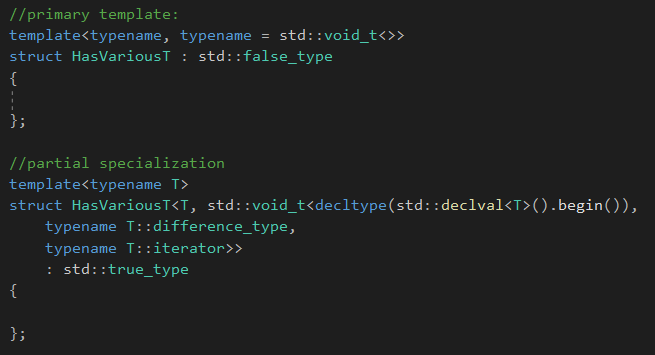 //primary template:
template<typename, typename = std::void_t<>>
struct HasVariousT : std::false_type
{
};
//partial specialization
template<typename T>
struct HasVariousT<T, std::void_t<decltype(std::declval<T>().begin()),
typename T::difference_type,
typename T::iterator>>
: std::true_type
{
};